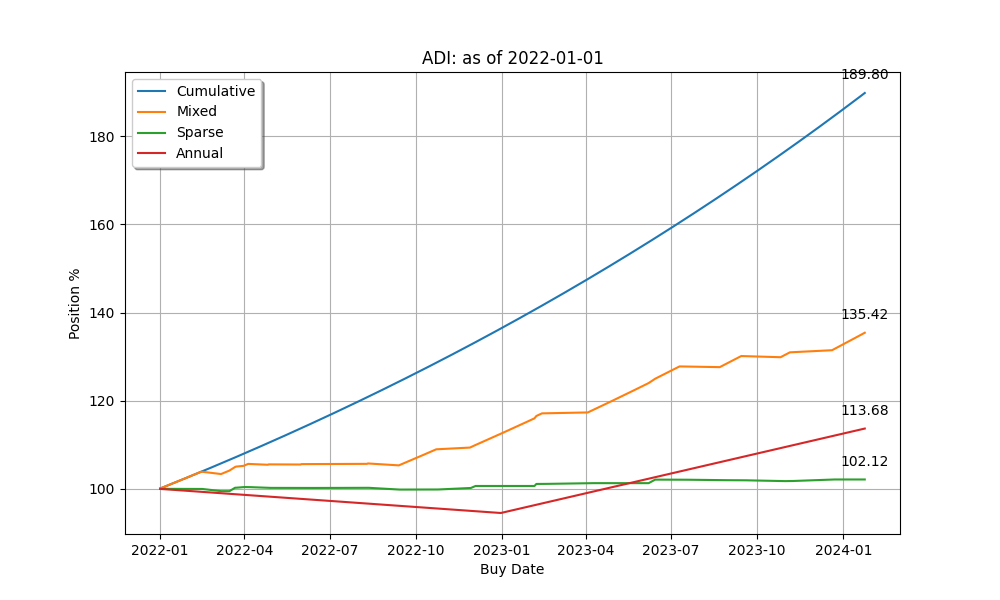 ADI: as of 2022-01-01
189.80
Cumulative
Mixed
Sparse
Annual
180
160
140
120
100
135.42
113.68
102.12
Position %
2022-01
2022-04
2022-07
2022-10
2023-01
2023-04
2023-07
2023-10
2024-01
Buy Date